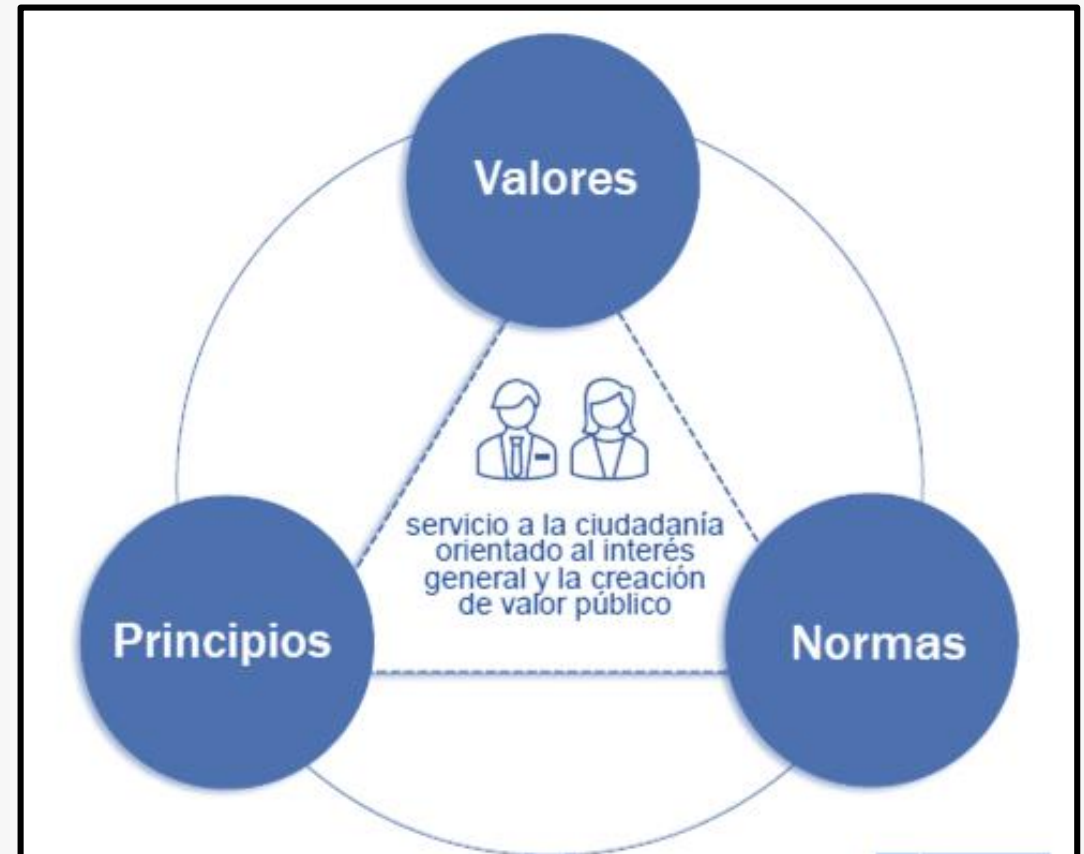 Valores
servicio a la ciudadanía
orientado al interés
general y la creación
de valor público
Principios
Normas